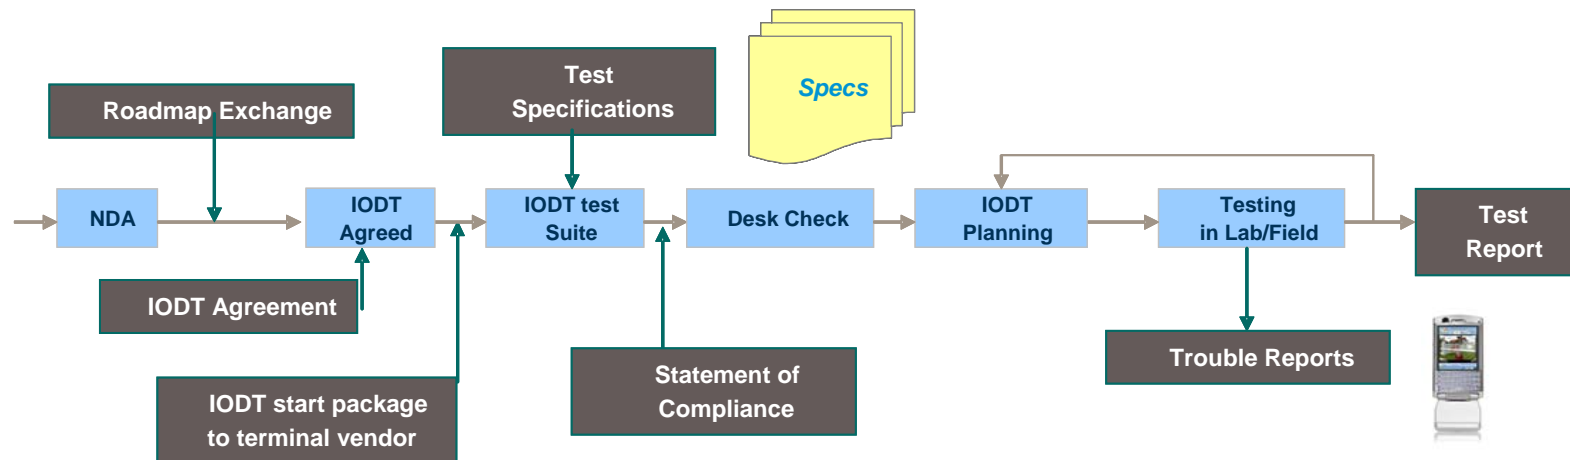 Test
Specifications
Specs
Roadmap Exchange
NDA
IODT
Agreed
IODT test
Suite
Desk Check
IODT
Planning
Testing
in Lab/Field
Test
Report
IODT Agreement
IODT start package
to terminal vendor
Statement of
Compliance
Trouble Reports